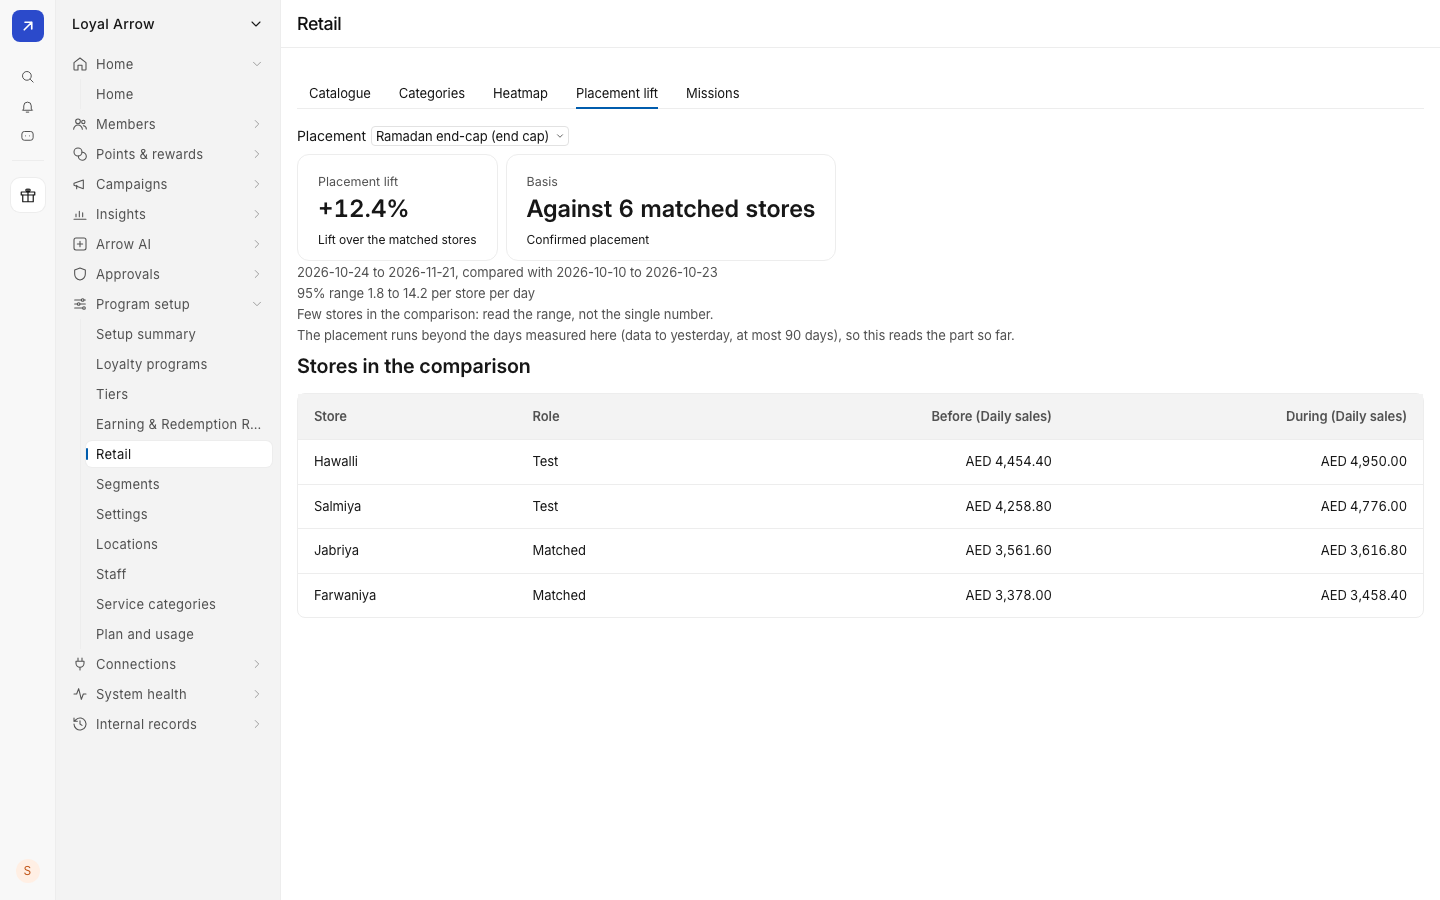 Loyal Arrow
Home
Home
Members
Points & rewards
Campaigns
Insights
Arrow AI
Approvals
Program setup
Setup summary
Loyalty programs
Tiers
Earning & Redemption R...
Retail
Segments
Settings
Locations
Staff
Service categories
Plan and usage
Connections
System health
Internal records
S
Retail
Catalogue Categories Heatmap Placement lift Missions
Placement Ramadan end-cap (end cap)
Placement lift
+12.4%
Lift over the matched stores
Basis
Against 6 matched stores
Confirmed placement
2026-10-24 to 2026-11-21, compared with 2026-10-10 to 2026-10-23
95% range 1.8 to 14.2 per store per day
Few stores in the comparison: read the range, not the single number.
The placement runs beyond the days measured here (data to yesterday, at most 90 days), so this reads the part so far.
Stores in the comparison
Store Role Before (Daily sales) During (Daily sales)
Hawalli Test AED 4,454.40 AED 4,950.00
Salmiya Test AED 4,258.80 AED 4,776.00
Jabriya Matched AED 3,561.60 AED 3,616.80
Farwaniya Matched AED 3,378.00 AED 3,458.40